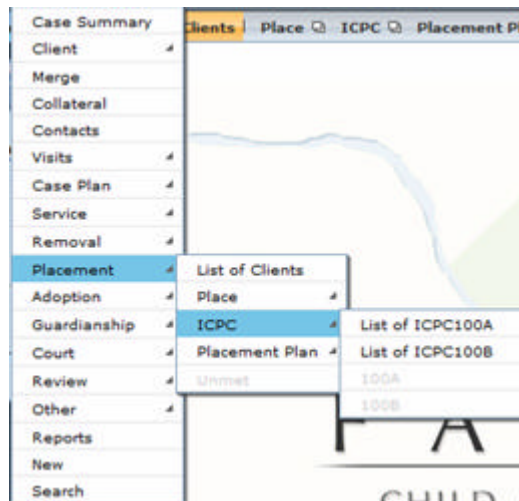 Case Summary
Clients Place ICPC Placement Pl
Client
Merge
Collateral
Contacts
Visits
Case Plan
Service
Removal
Placement
List of Clients
Adoption
Place
Guardianship
ICPC
List of ICPC100A
Court
Placement Plan
List of ICPC100B
Review
Unmet
100A
Other
100B
Reports
New
Search
F A
CHILD